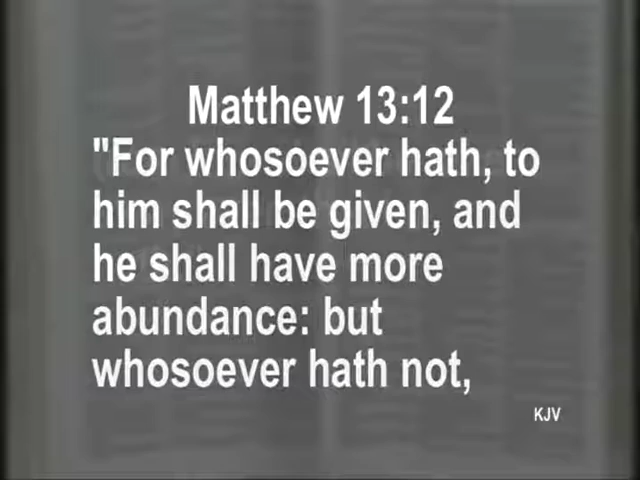 Matthew 13:12
"For whosoever hath, to
him shall be given, and
he shall have more
abundance: but
whosoever hath not,
KJV